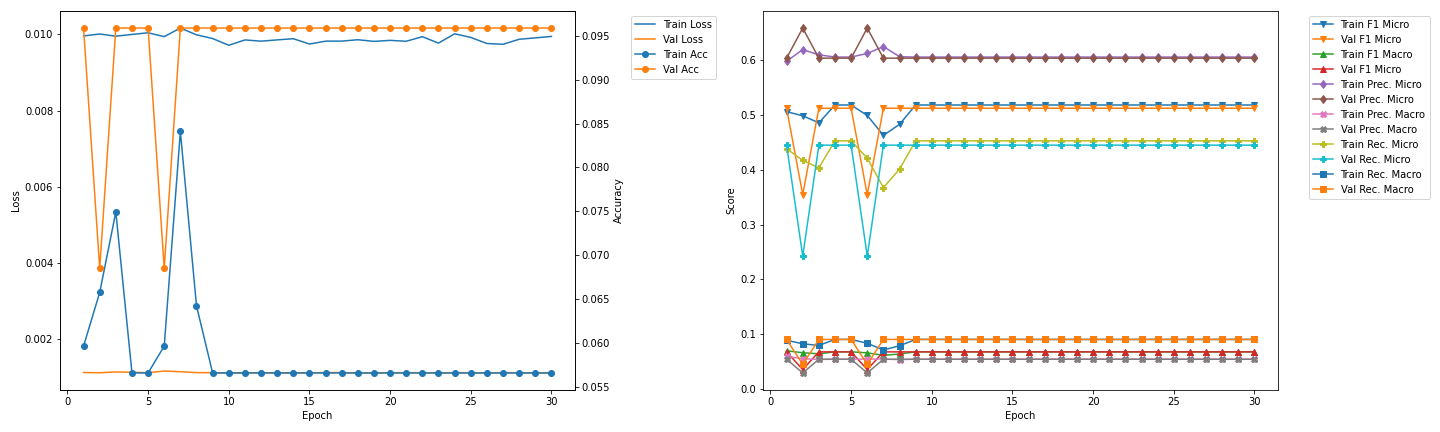 0.010
0.008
0.006
0.004
0.002
Loss
0
5
10
15
20
25
30
Epoch
0.095
0.090
0.085
0.080
0.075
0.070
0.065
0.060
0.055
Accuracy
Train Loss
Val Loss
Train Acc
Val Acc
0.6
0.5
0.4
0.3
0.2
0.1
0.0
Score
0
5
10
15
20
25
30
Epoch
Train F1 Micro
Val F1 Micro
Train F1 Macro
Val F1 Micro
Train Prec. Micro
Val Prec. Micro
Train Prec. Macro
Val Prec. Macro
Train Rec. Micro
Val Rec. Micro
Train Rec. Macro
Val Rec. Macro